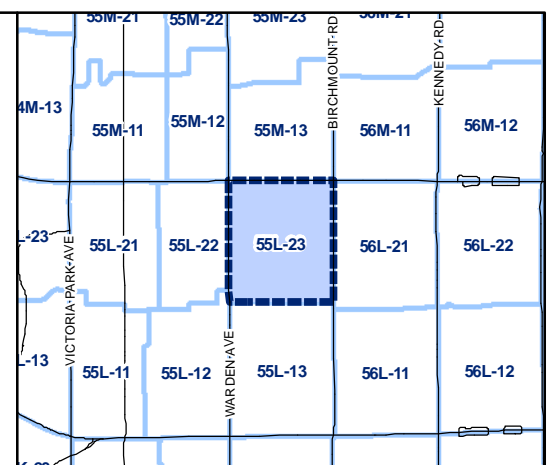 55M-21
55M-22
55M-23
56M-21
BIRCHMOUNT RD
KENNEDY RD
4M-13
55M-11
55M-12
55M-13
56M-11
56M-12
L-23
55L-21
55L-22
55L-23
56L-21
56L-22
VICTORIA PARK AVE
WARDEN AVE
L-13
55L-11
55L-12
55L-13
56L-11
56L-12